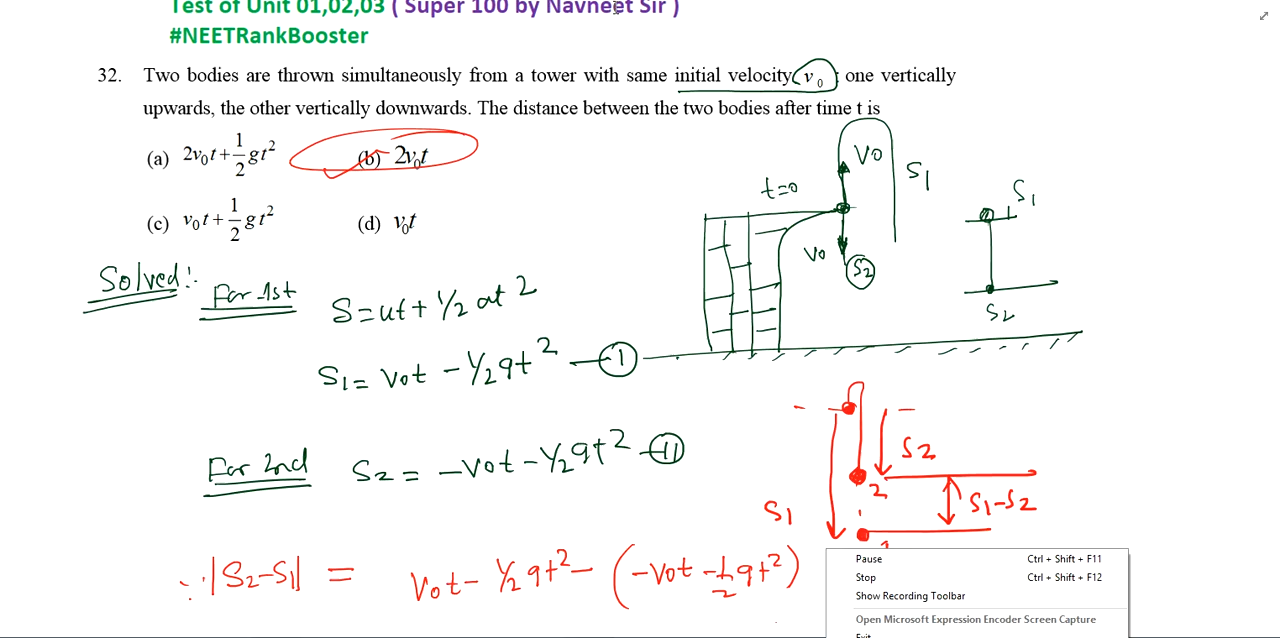 Test of Unit 01,02,03 ( Super 100 by Navneet Sir )
#NEETRankBooster
32. Two bodies are thrown simultaneously from a tower with same initial velocity v₀ : one vertically
upwards, the other vertically downwards. The distance between the two bodies after time t is
(a) 2v₀t + 1/2 gt² (b) 2v₀t
(c) v₀t + 1/2 gt² (d) v₀t
t=0
V0
S1
V0
S2
S1
S2
Solved :
For 1st
S = ut + 1/2 at 2
S1 = V0t - 1/2 gt² - 1
For 2nd
S2 = -V0t - 1/2 gt² - 11
S2
2
S1
S1-S2
∵ |S2-S1| = V0t - 1/2 gt² - (-V0t - 1/2 gt²)
Pause Ctrl + Shift + F11
Stop Ctrl + Shift + F12
Show Recording Toolbar
Open Microsoft Expression Encoder Screen Capture
Exit